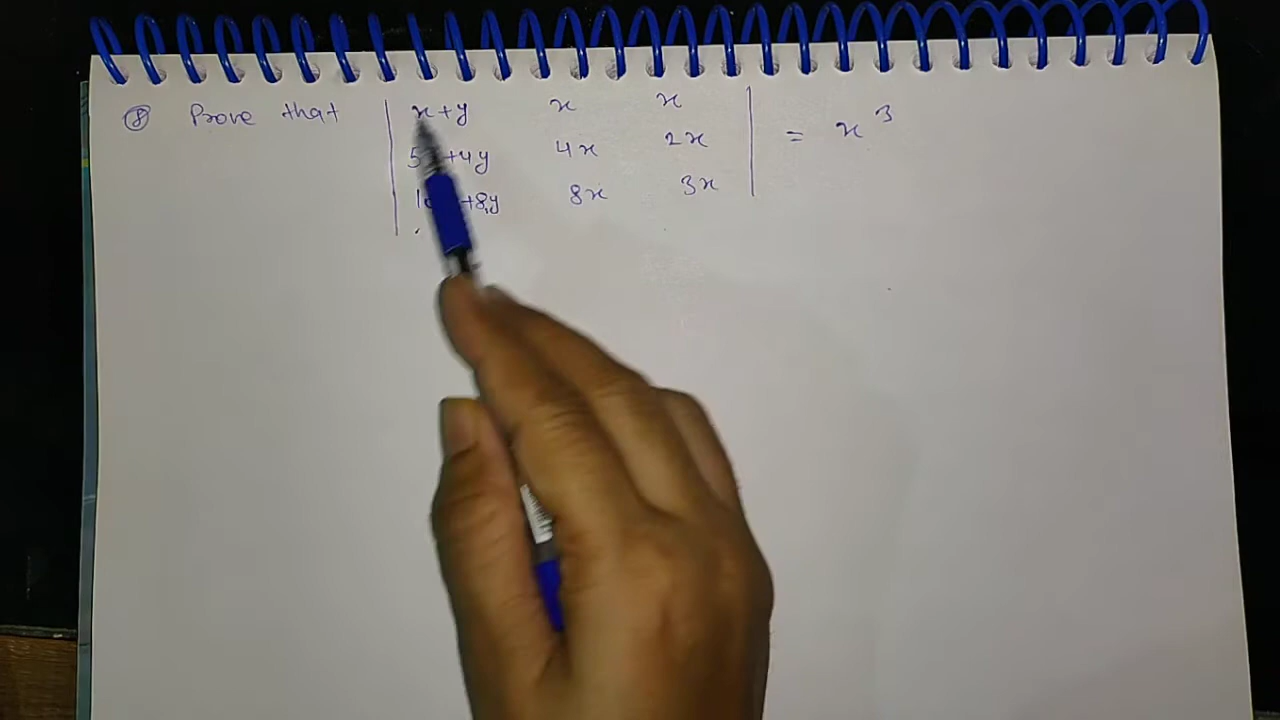 ⑧ Prove that | x+y x x | = x³
+4y 4x 2x
+8y 8x 3x